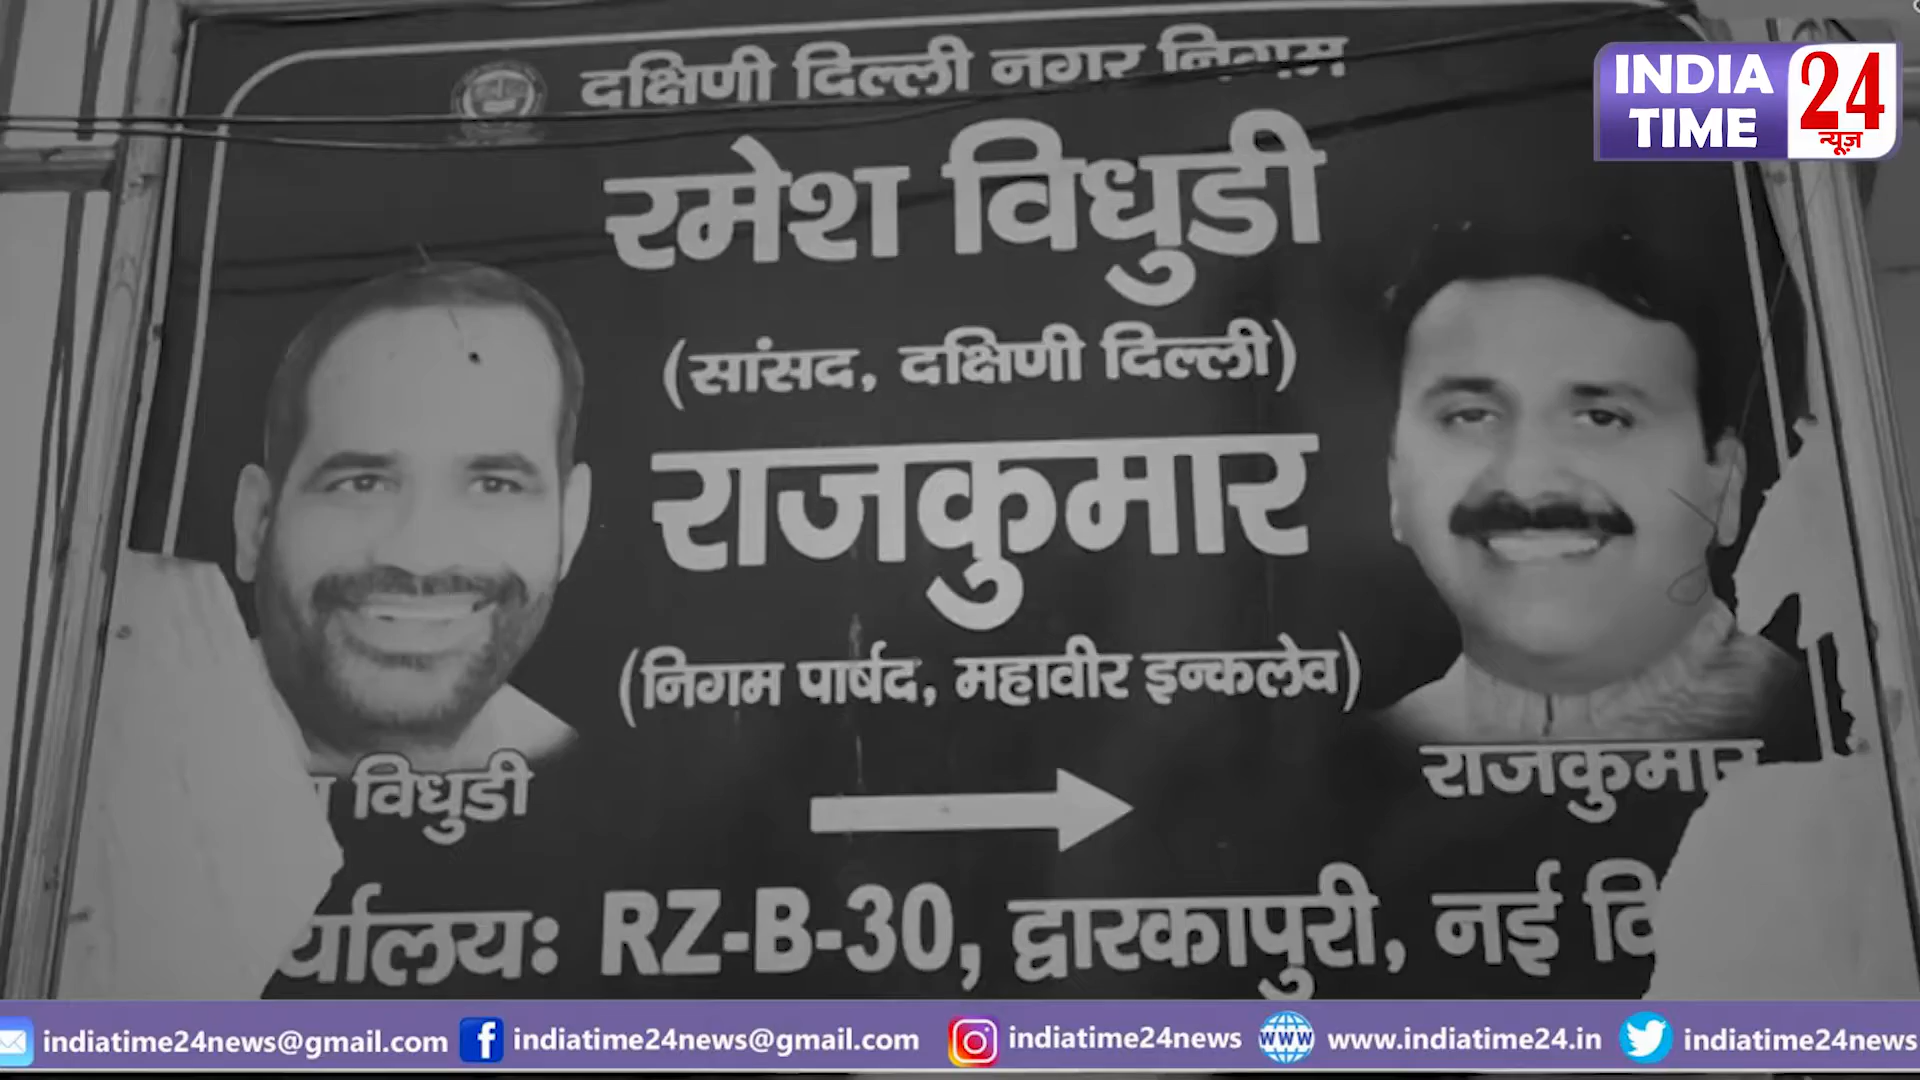 दक्षिणी दिल्ली नगर निगम
INDIA
TIME
24
न्यूज़
रमेश विधुडी
(सांसद, दक्षिणी दिल्ली)
राजकुमार
(निगम पार्षद, महावीर इन्कलेव)
विधुडी
राजकुमार
र्यालयः RZ-B-30, द्वारकापुरी, नई दि
indiatime24news@gmail.com indiatime24news@gmail.com indiatime24news www.indiatime24.in indiatime24news